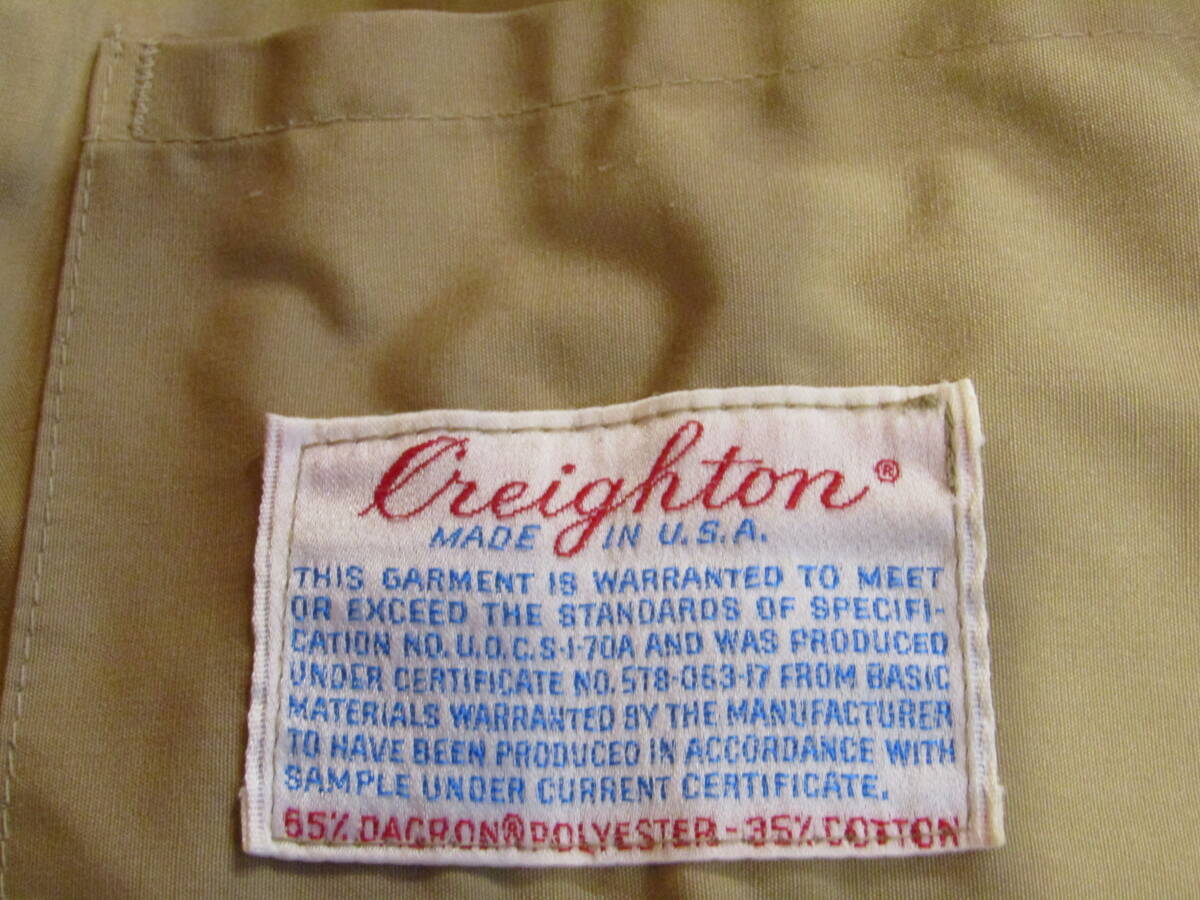 Creighton®
MADE IN U.S.A.
THIS GARMENT IS WARRANTED TO MEET
OR EXCEED THE STANDARDS OF SPECIFI-
CATION NO. U.D.C.S-1-70A AND WAS PRODUCED
UNDER CERTIFICATE NO. 578-063-17 FROM BASIC
MATERIALS WARRANTED BY THE MANUFACTURER
TO HAVE BEEN PRODUCED IN ACCORDANCE WITH
SAMPLE UNDER CURRENT CERTIFICATE.
65% DACRON® POLYESTER - 35% COTTON